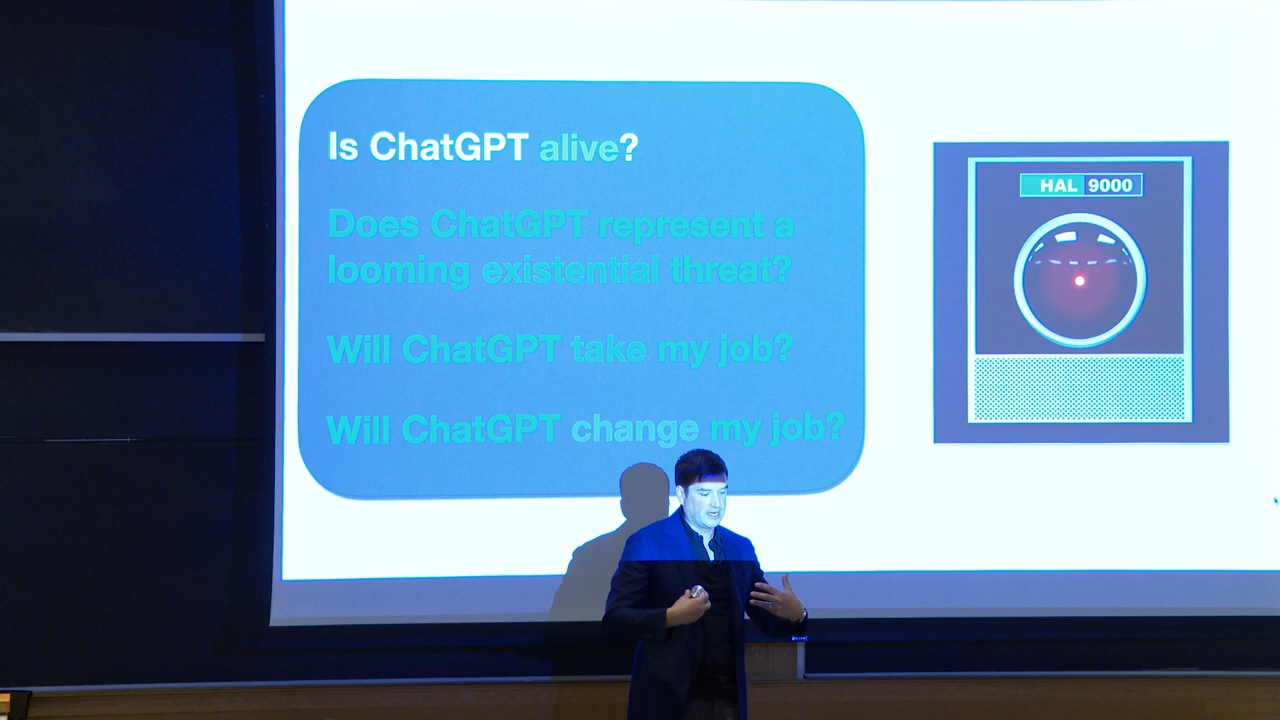 Is ChatGPT alive?
Does ChatGPT represent a
looming existential threat?
Will ChatGPT take my job?
Will ChatGPT change my job?
HAL 9000